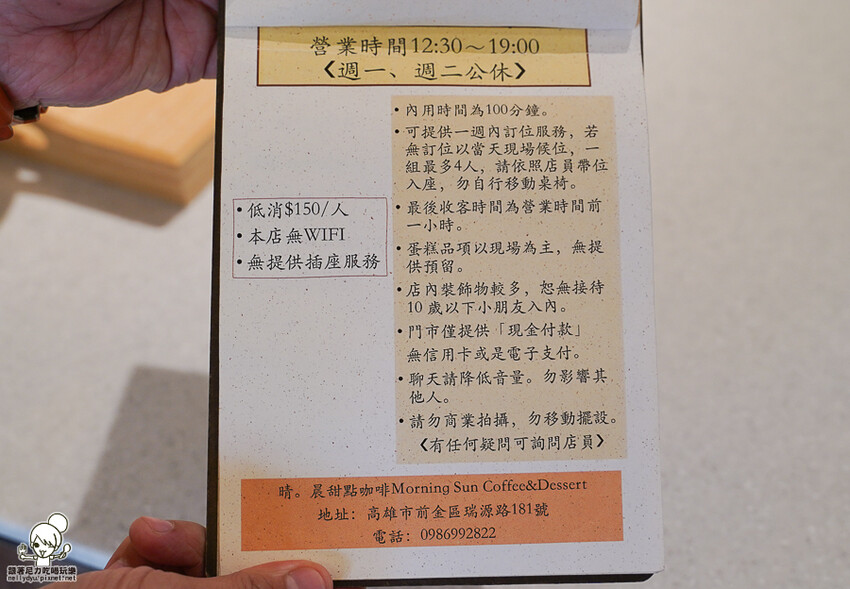 營業時間12:30～19:00
〈週一、週二公休〉
• 低消$150/人
• 本店無WIFI
• 無提供插座服務
• 內用時間為100分鐘。
• 可提供一週內訂位服務，若
無訂位以當天現場候位，一
組最多4人，請依照店員帶位
入座，勿自行移動桌椅。
• 最後收客時間為營業時間前
一小時。
• 蛋糕品項以現場為主，無提
供預留。
• 店內裝飾物較多，恕無接待
10 歲以下小朋友入內。
• 門市僅提供「現金付款」
無信用卡或是電子支付。
• 聊天請降低音量。勿影響其
他人。
• 請勿商業拍攝，勿移動擺設。
〈有任何疑問可詢問店員〉
晴。晨甜點咖啡Morning Sun Coffee&Dessert
地址：高雄市前金區瑞源路181號
電話：0986992822
跟著尼力吃喝玩樂
nellydyu.pixnet.net